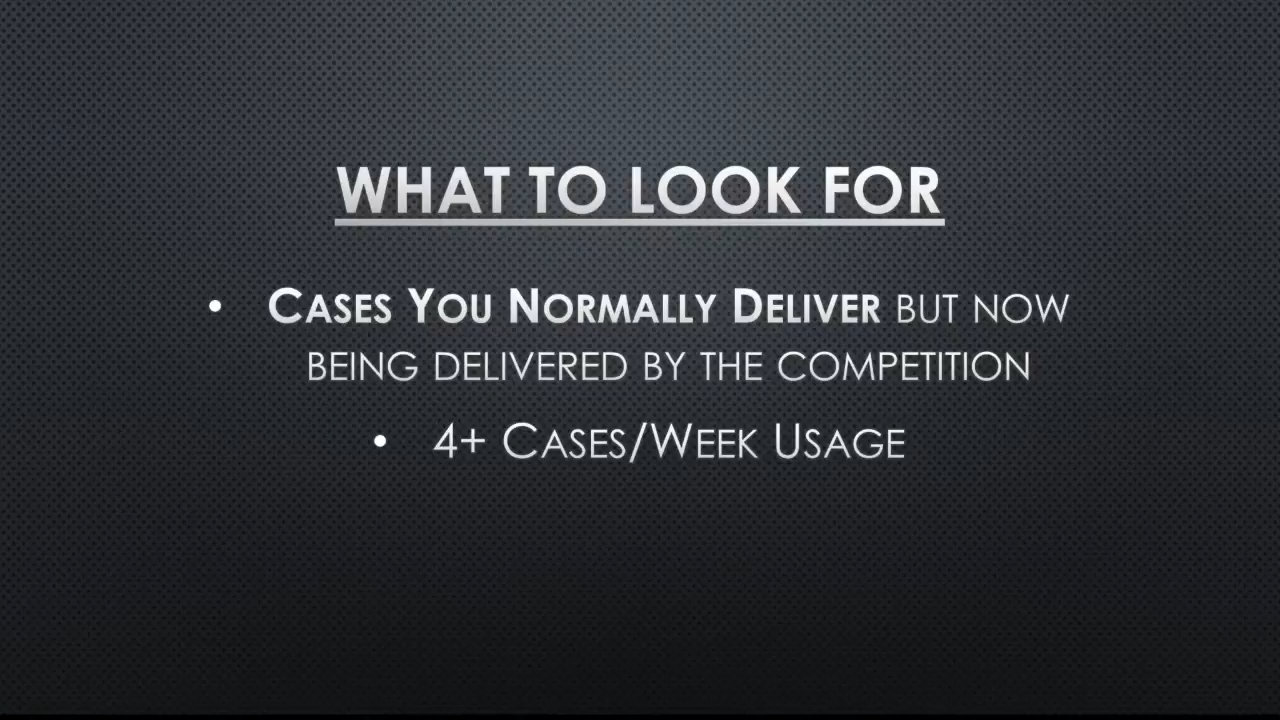 WHAT TO LOOK FOR
• CASES YOU NORMALLY DELIVER BUT NOW
BEING DELIVERED BY THE COMPETITION
• 4+ CASES/WEEK USAGE